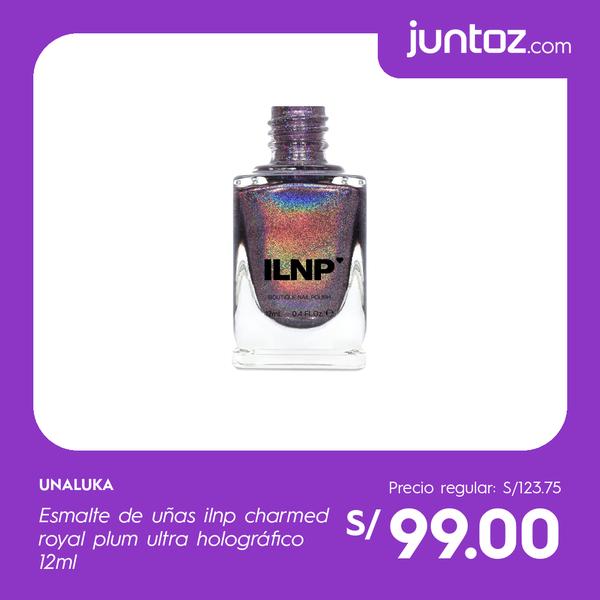 juntoz.com
ILNP
BOUTIQUE NAIL POLISH
12mL 0.4 FL.Oz. ℮
UNALUKA
Esmalte de uñas ilnp charmed
royal plum ultra holográfico
12ml
Precio regular: S/123.75
S/ 99.00